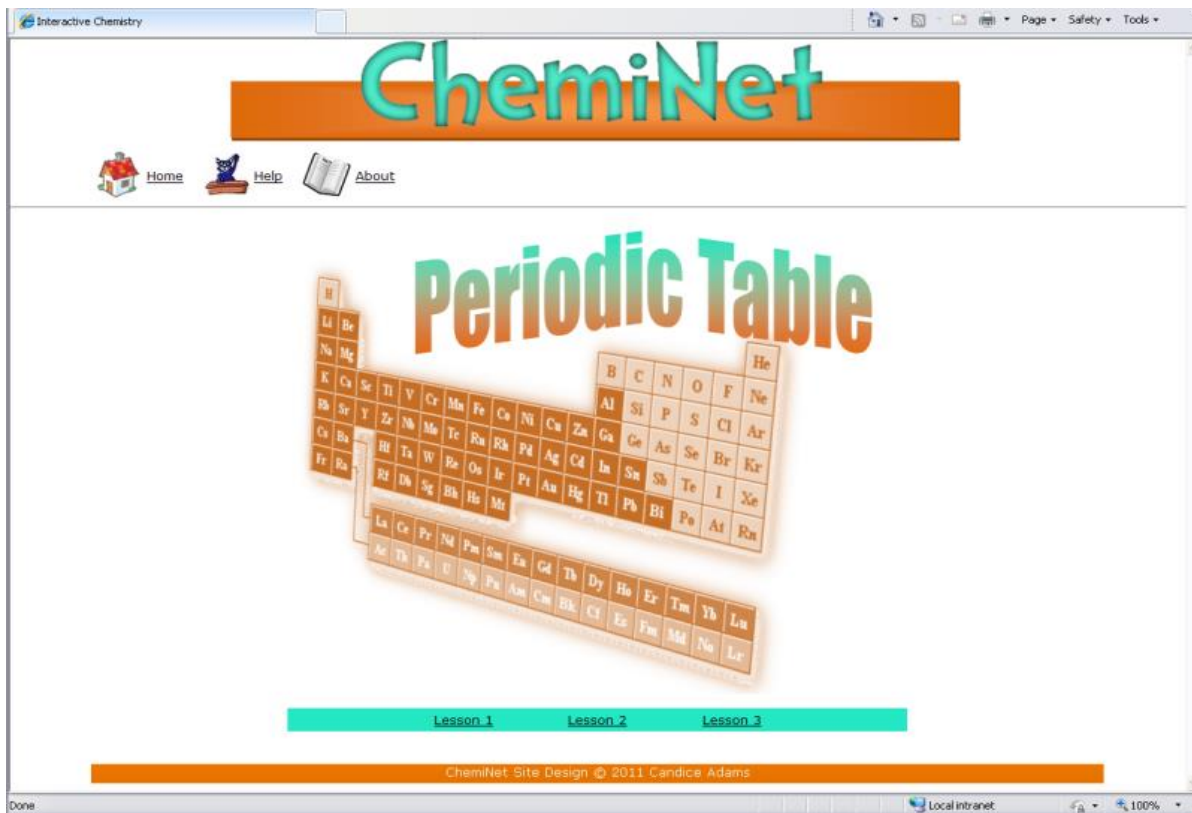 Interactive Chemistry
Page Safety Tools
ChemiNet
Home Help About
Periodic Table
H
He
Li Be
B C N O F Ne
Na Mg
Al Si P S Cl Ar
K Ca Sc Ti V Cr Mn Fe Co Ni Cu Zn Ga Ge As Se Br Kr
Rb Sr Y Zr Nb Mo Tc Ru Rh Pd Ag Cd In Sn Sb Te I Xe
Cs Ba Hf Ta W Re Os Ir Pt Au Hg Tl Pb Bi Po At Rn
Fr Ra Rf Db Sg Bh Hs Mt
La Ce Pr Nd Pm Sm Eu Gd Tb Dy Ho Er Tm Yb Lu
Ac Th Pa U Np Pu Am Cm Bk Cf Es Fm Md No Lr
Lesson 1 Lesson 2 Lesson 3
ChemiNet Site Design © 2011 Candice Adams
Done Local intranet 100%